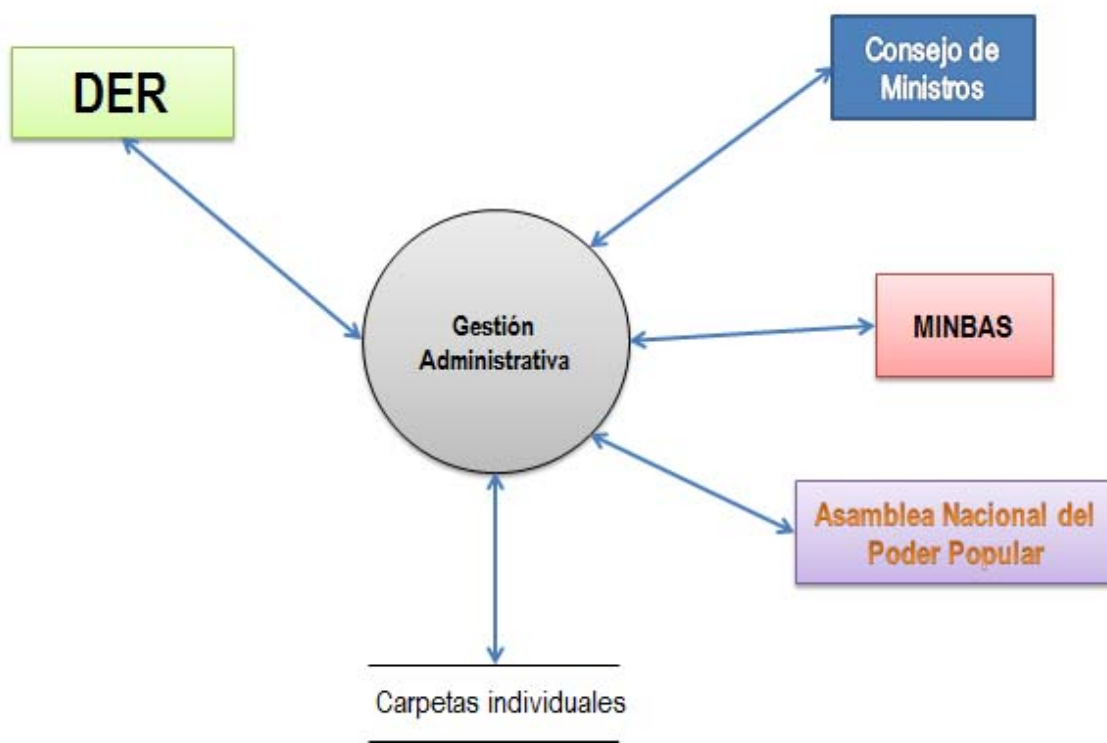 DER
Consejo de
Ministros
Gestión
Administrativa
MINBAS
Asamblea Nacional del
Poder Popular
Carpetas individuales